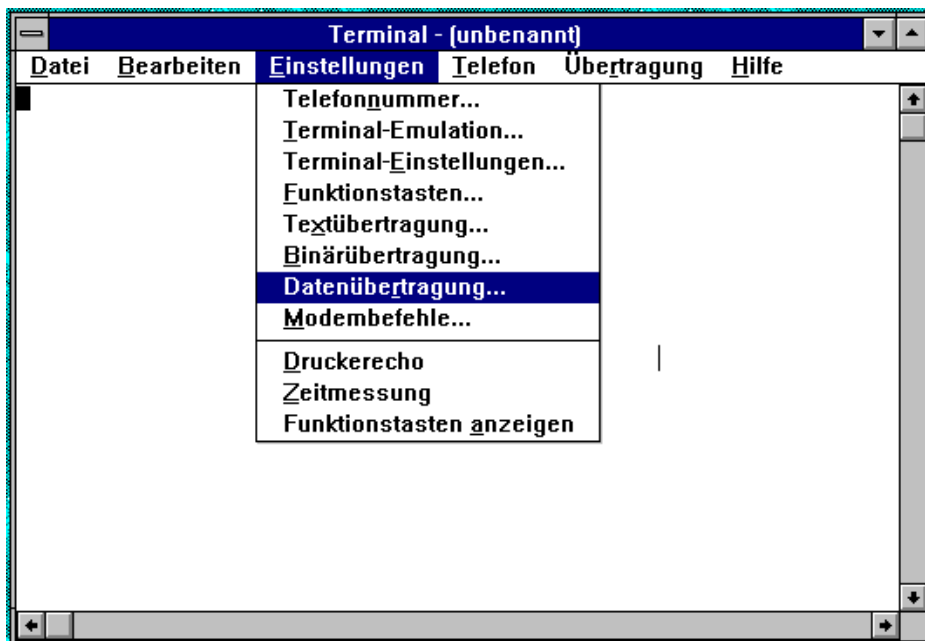 Terminal - (unbenannt)
Datei Bearbeiten Einstellungen Telefon Übertragung Hilfe
Telefonnummer...
Terminal-Emulation...
Terminal-Einstellungen...
Funktionstasten...
Textübertragung...
Binärübertragung...
Datenübertragung...
Modembefehle...
Druckerecho
Zeitmessung
Funktionstasten anzeigen